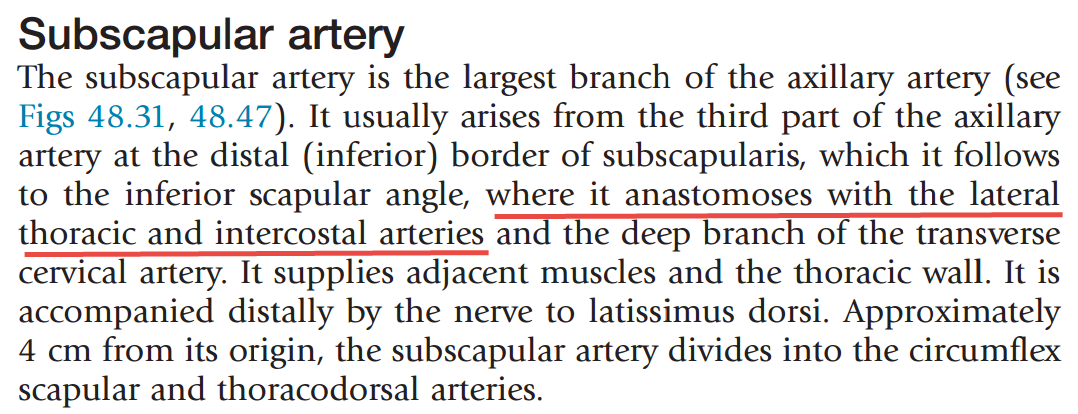 Subscapular artery
The subscapular artery is the largest branch of the axillary artery (see
Figs 48.31, 48.47). It usually arises from the third part of the axillary
artery at the distal (inferior) border of subscapularis, which it follows
to the inferior scapular angle, where it anastomoses with the lateral
thoracic and intercostal arteries and the deep branch of the transverse
cervical artery. It supplies adjacent muscles and the thoracic wall. It is
accompanied distally by the nerve to latissimus dorsi. Approximately
4 cm from its origin, the subscapular artery divides into the circumflex
scapular and thoracodorsal arteries.